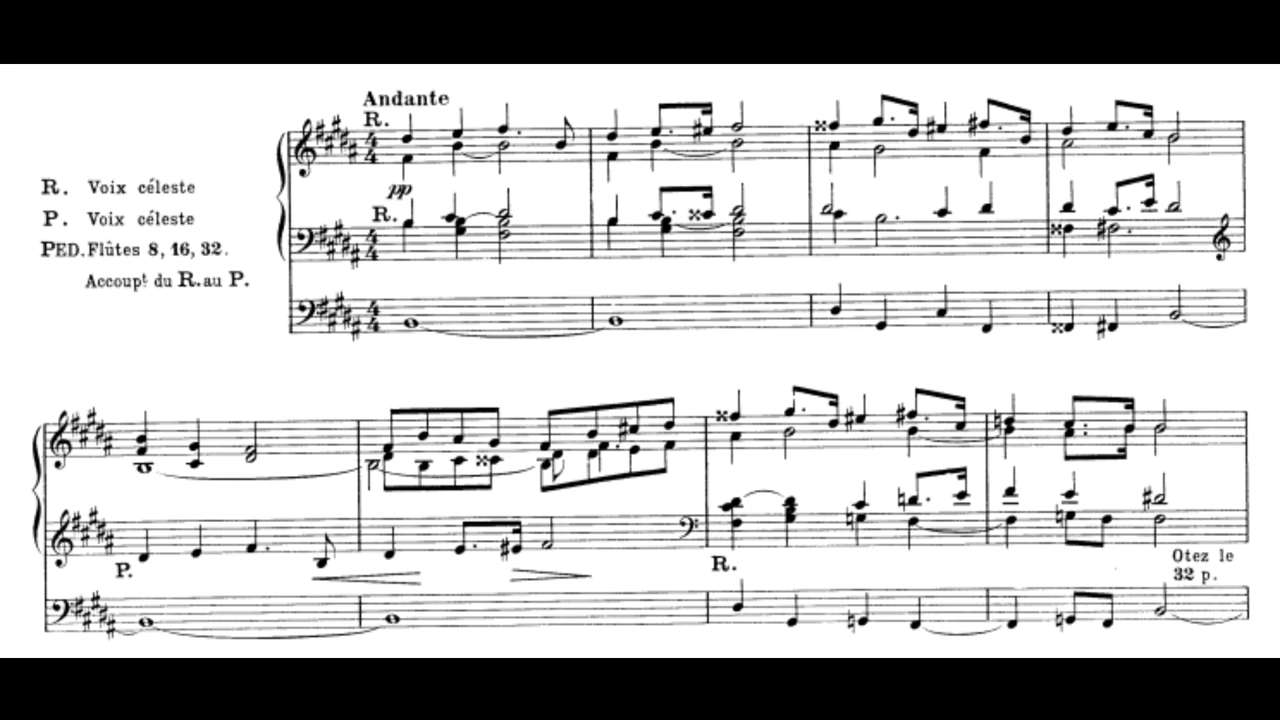 Andante
R.
R. Voix céleste
pp
P. Voix céleste
R.
PED. Flûtes 8, 16, 32.
Accoupt. du R. au P.
P.
R.
Otez le
32 p.